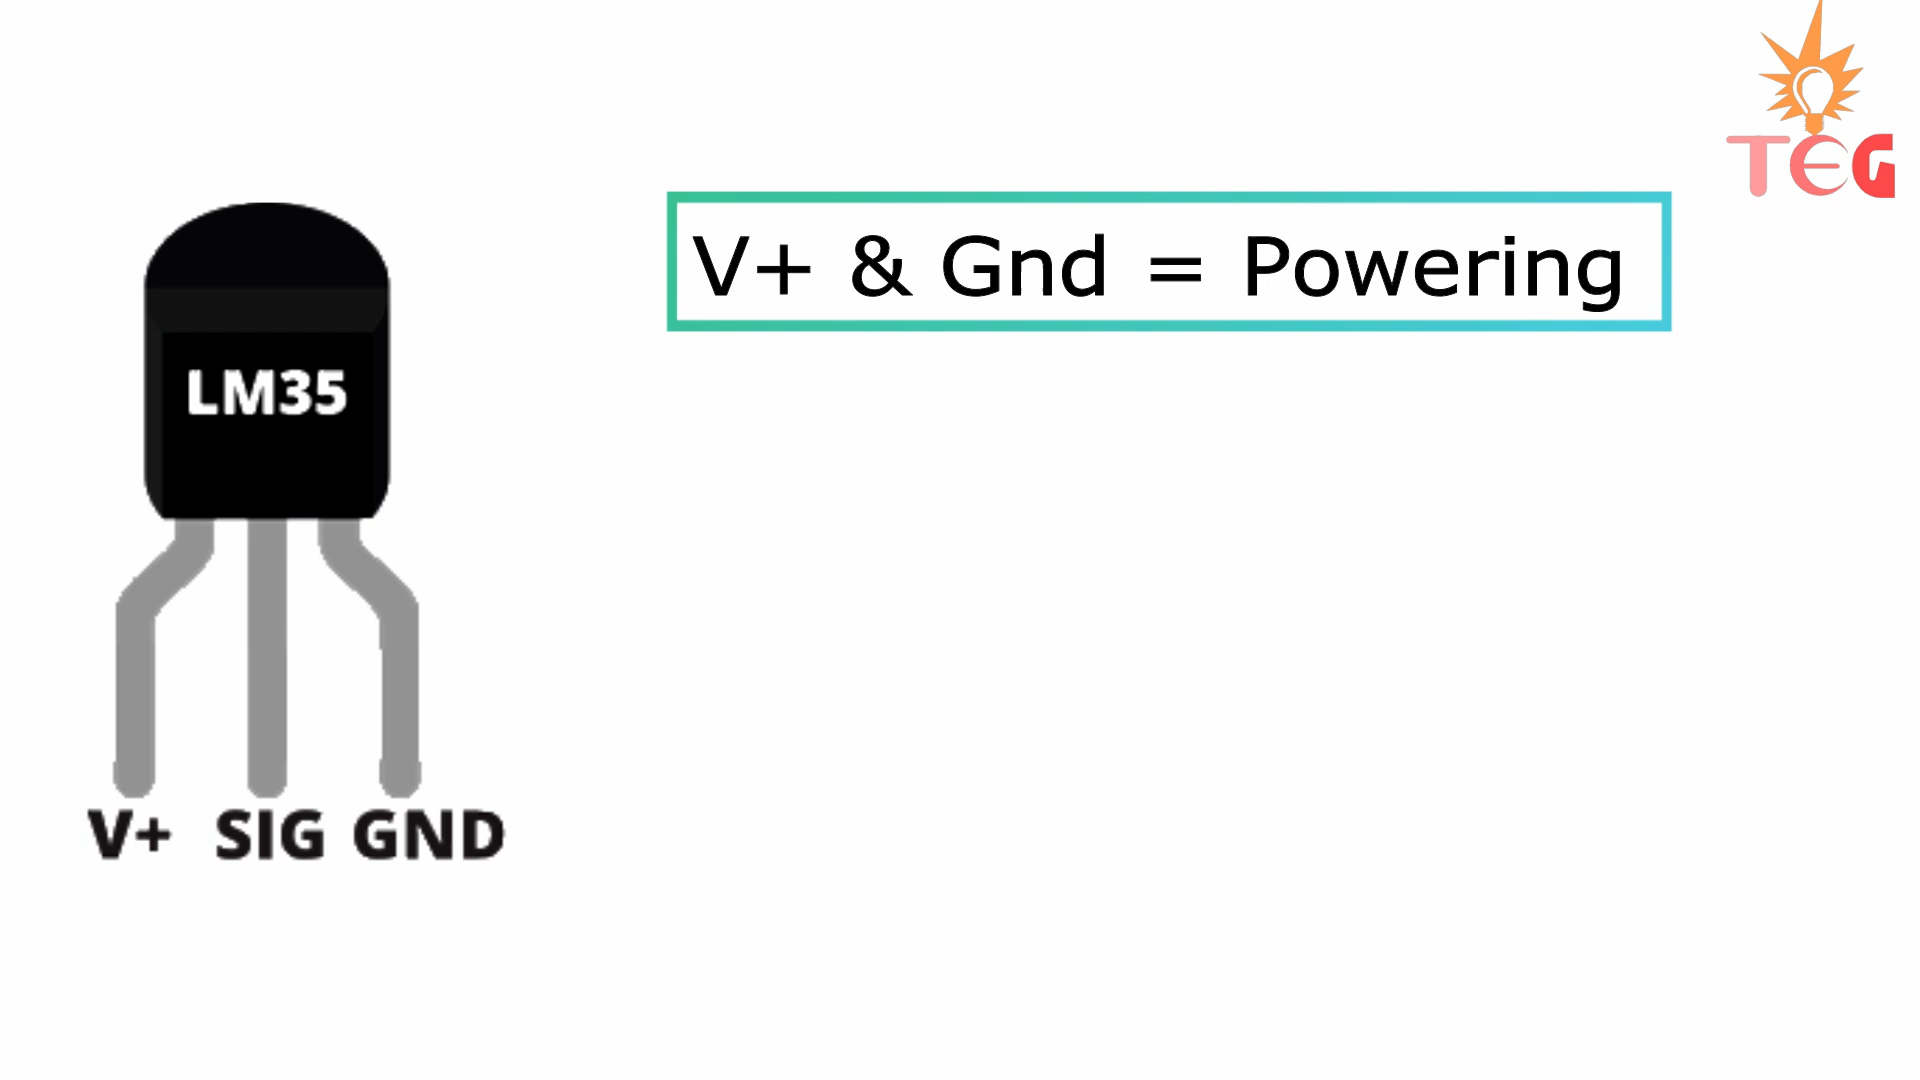 TEG
V+ & Gnd = Powering
LM35
V+ SIG GND